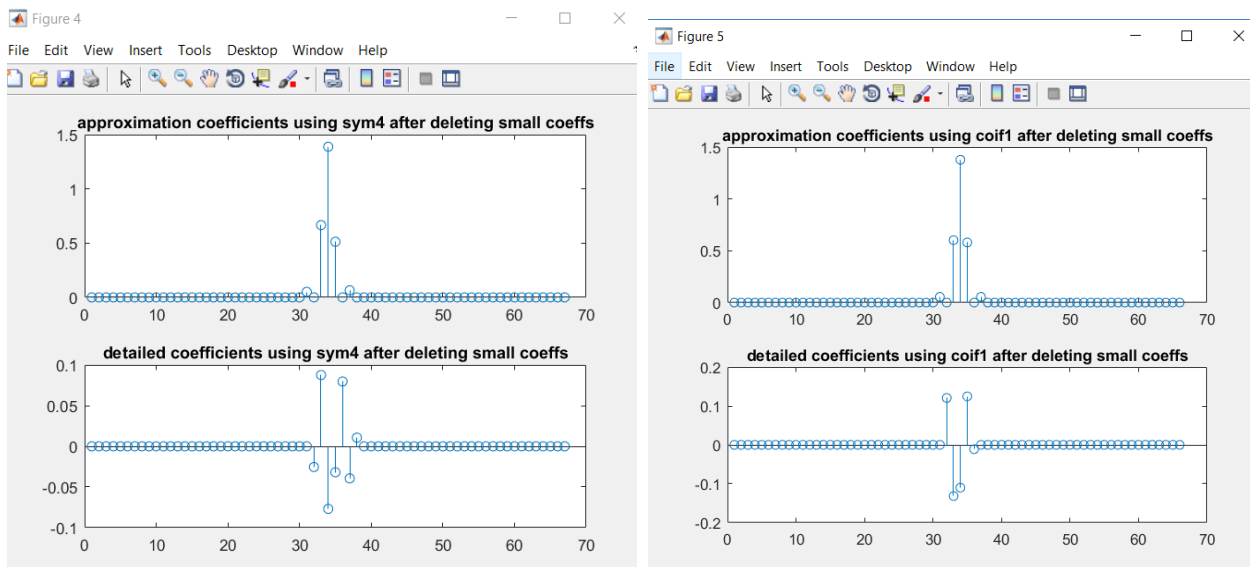 Figure 4
File Edit View Insert Tools Desktop Window Help
approximation coefficients using sym4 after deleting small coeffs
1.5
1
0.5
0
0 10 20 30 40 50 60 70
detailed coefficients using sym4 after deleting small coeffs
0.1
0.05
0
-0.05
-0.1
0 10 20 30 40 50 60 70
Figure 5
File Edit View Insert Tools Desktop Window Help
approximation coefficients using coif1 after deleting small coeffs
1.5
1
0.5
0
0 10 20 30 40 50 60 70
detailed coefficients using coif1 after deleting small coeffs
0.2
0.1
0
-0.1
-0.2
0 10 20 30 40 50 60 70